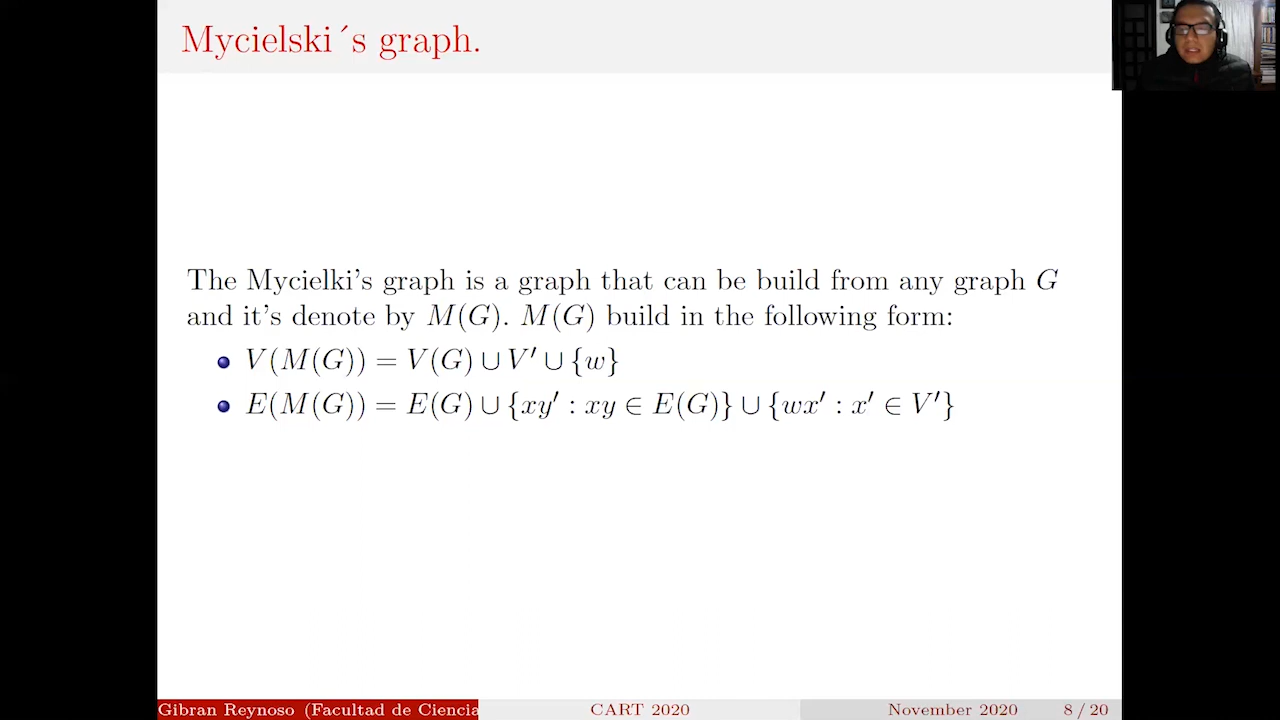 Mycielski´s graph.
The Mycielki's graph is a graph that can be build from any graph G
and it's denote by M(G). M(G) build in the following form:
V(M(G)) = V(G) ∪ V′ ∪ {w}
E(M(G)) = E(G) ∪ {xy′ : xy ∈ E(G)} ∪ {wx′ : x′ ∈ V′}
Gibran Reynoso (Facultad de Ciencia
CART 2020
November 2020
8 / 20